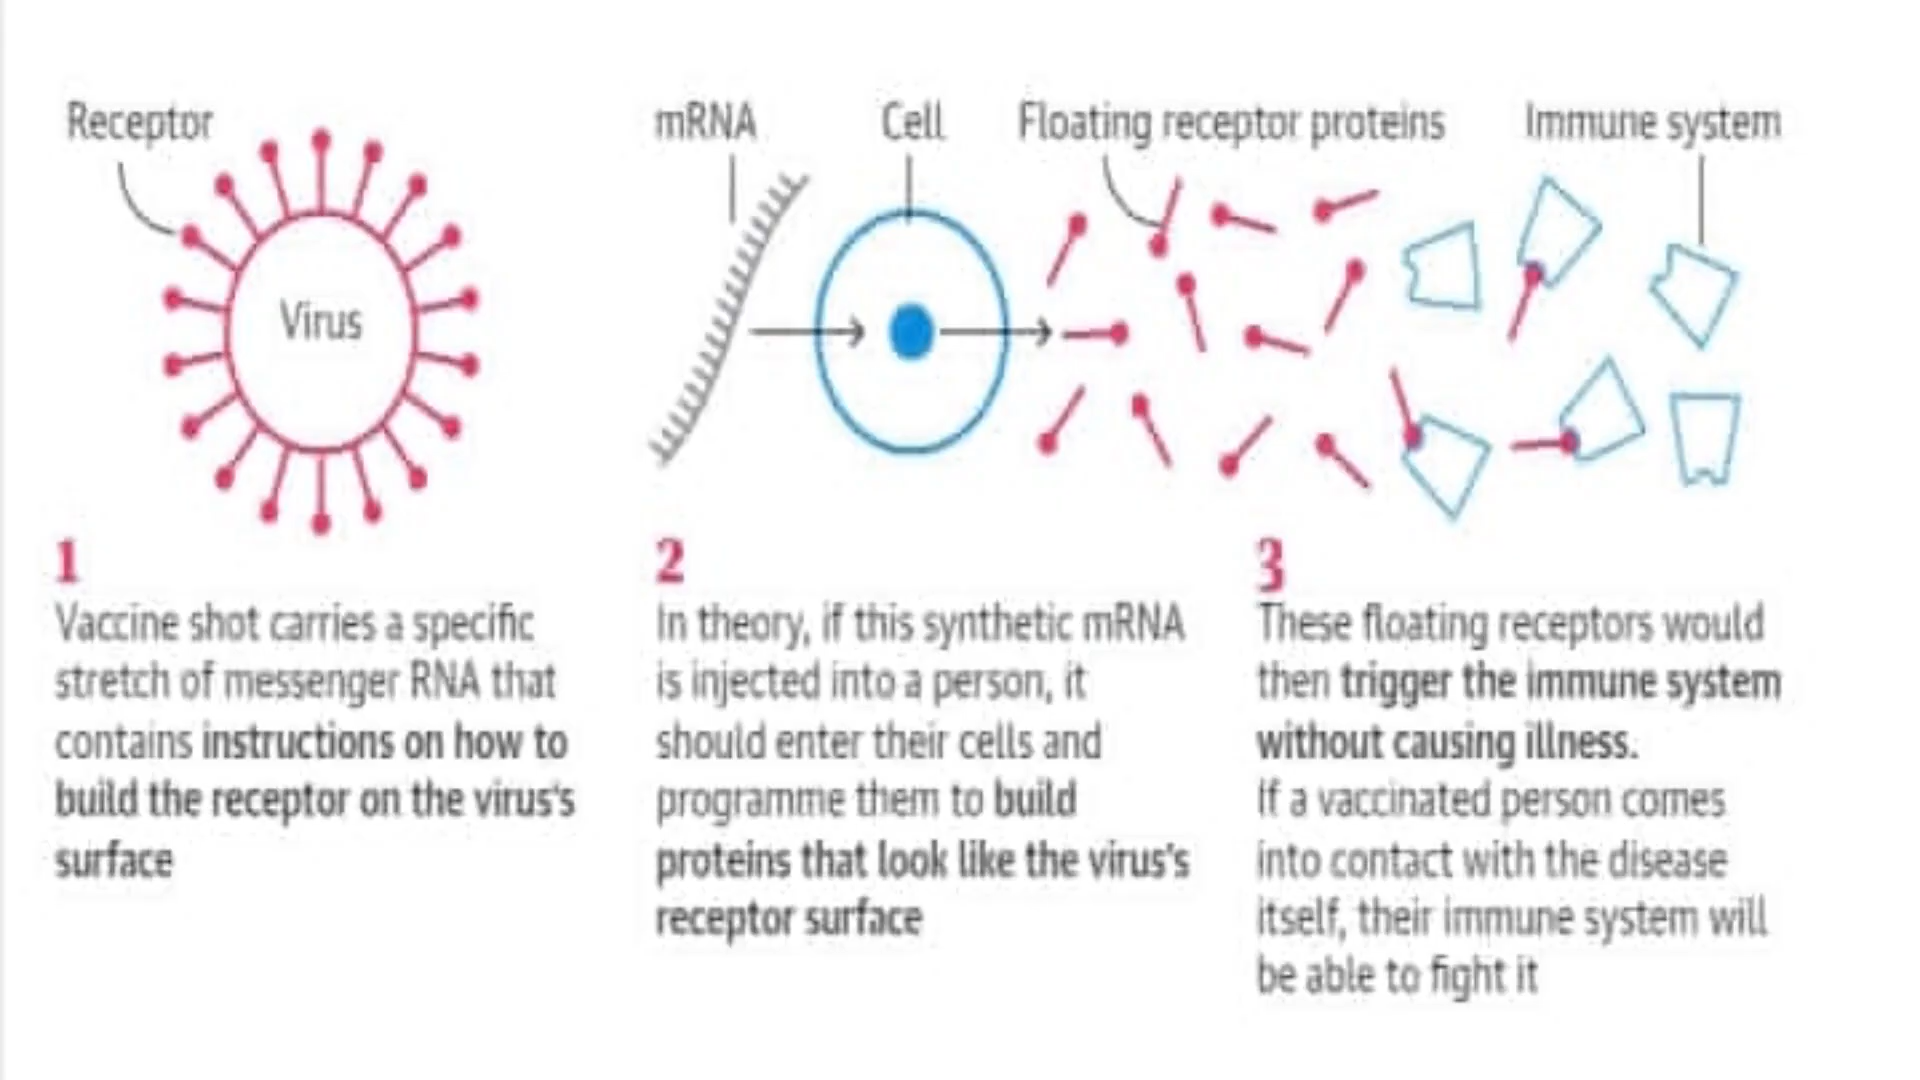 Receptor
Virus
mRNA
Cell
Floating receptor proteins
Immune system
1
Vaccine shot carries a specific
stretch of messenger RNA that
contains instructions on how to
build the receptor on the virus's
surface
2
In theory, if this synthetic mRNA
is injected into a person, it
should enter their cells and
programme them to build
proteins that look like the virus's
receptor surface
3
These floating receptors would
then trigger the immune system
without causing illness.
If a vaccinated person comes
into contact with the disease
itself, their immune system will
be able to fight it